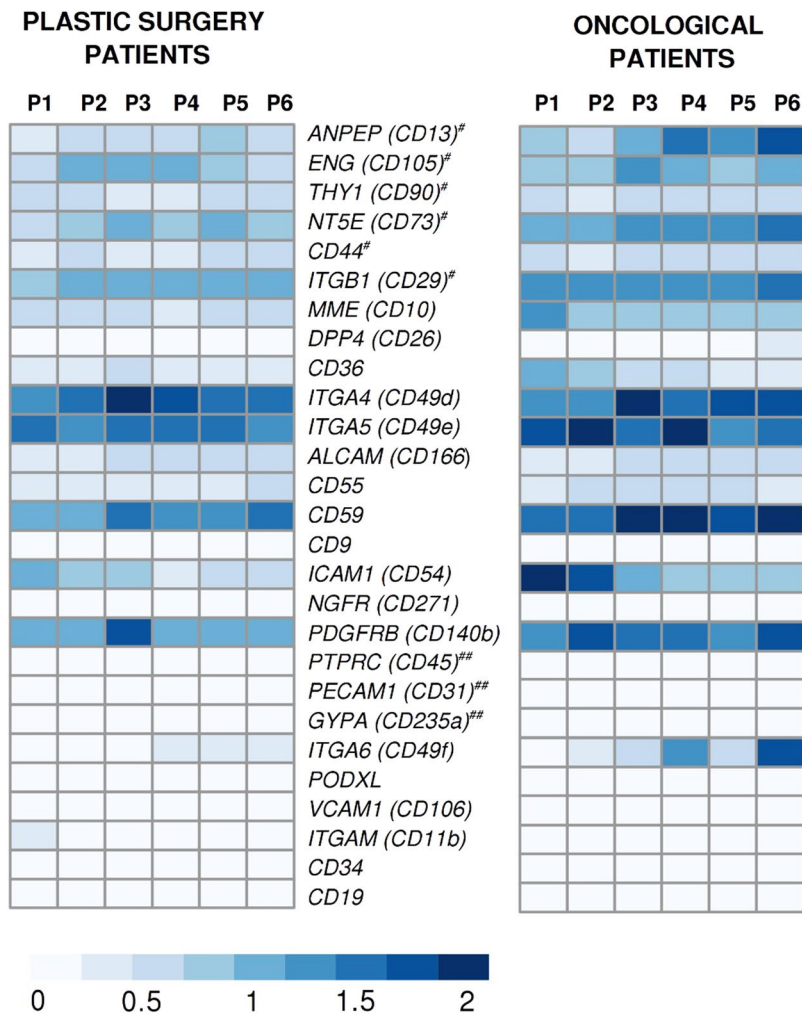 PLASTIC SURGERY
PATIENTS
ONCOLOGICAL
PATIENTS
P1 P2 P3 P4 P5 P6
P1 P2 P3 P4 P5 P6
ANPEP (CD13)#
ENG (CD105)#
THY1 (CD90)#
NT5E (CD73)#
CD44#
ITGB1 (CD29)#
MME (CD10)
DPP4 (CD26)
CD36
ITGA4 (CD49d)
ITGA5 (CD49e)
ALCAM (CD166)
CD55
CD59
CD9
ICAM1 (CD54)
NGFR (CD271)
PDGFRB (CD140b)
PTPRC (CD45)##
PECAM1 (CD31)##
GYPA (CD235a)##
ITGA6 (CD49f)
PODXL
VCAM1 (CD106)
ITGAM (CD11b)
CD34
CD19
0 0.5 1 1.5 2